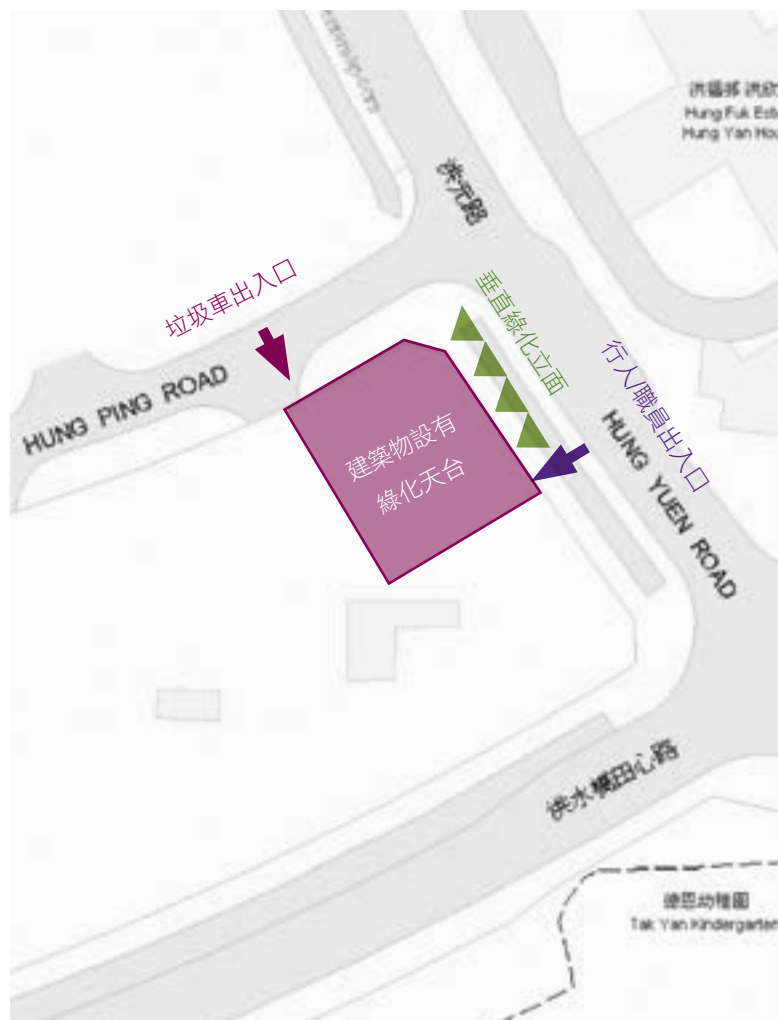 洪福邨 洪欣
Hung Fuk Est
Hung Yan Hou
洪元路
垃圾車出入口
垂直綠化立面
行人/職員出入口
HUNG PING ROAD
建築物設有
綠化天台
HUNG YUEN ROAD
洪水橋田心路
德恩幼稚園
Tak Yan Kindergarten